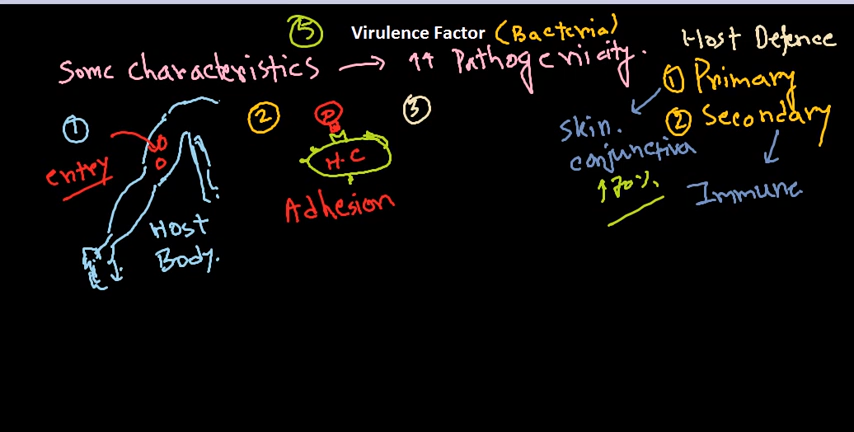 ⑤ Virulence Factor (Bacteria)
Some characteristics → ↑↑ Pathogenicity.
Host Defence
① Primary
② Secondary
Skin.
conjunctiva
↑70%
Immune
①
entry
Host
Body.
②
P
H.C
Adhesion
③